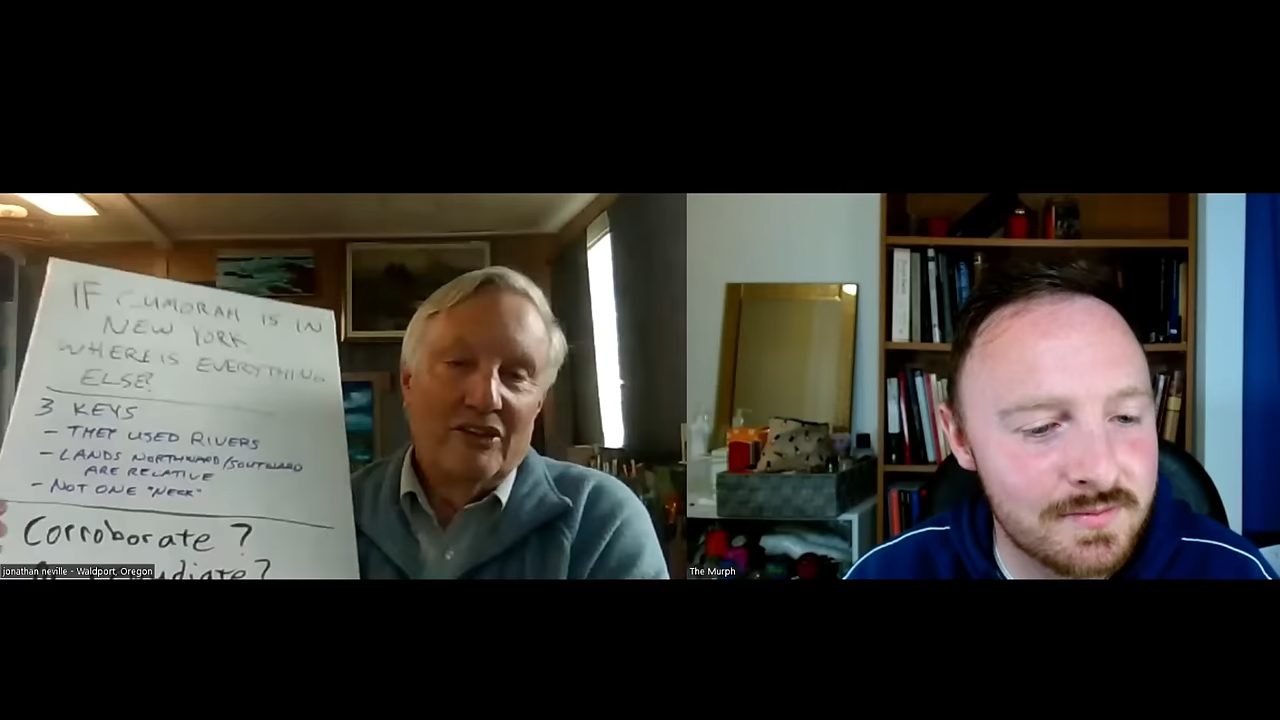 IF CUMORAH IS IN
NEW YORK
WHERE IS EVERYTHING
ELSE?
3 KEYS
- THEY USED RIVERS
- LANDS NORTHWARD/SOUTHWARD
ARE RELATIVE
- NOT ONE "NECK"
Corroborate?
jonathan neville - Waldport, Oregon
The Murph